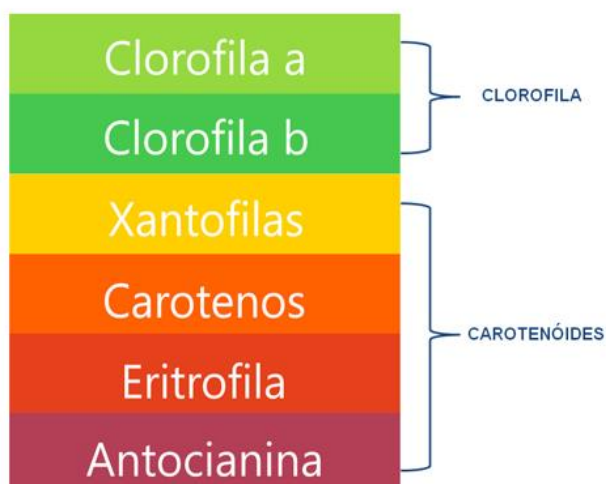 Clorofila a
Clorofila b
CLOROFILA
Xantofilas
Carotenos
Eritrofila
Antocianina
CAROTENÓIDES